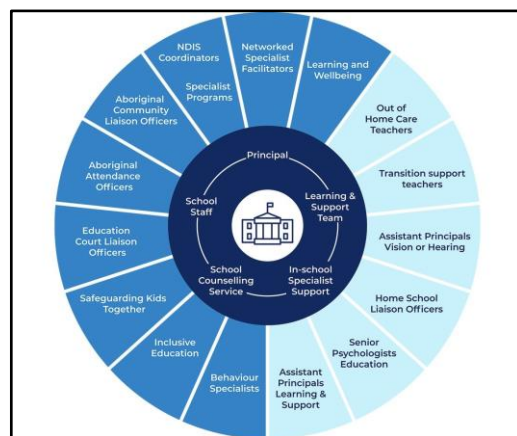 NDIS
Coordinators
Specialist
Programs
Networked
Specialist
Facilitators
Learning and
Wellbeing
Out of
Home Care
Teachers
Transition support
teachers
Assistant Principals
Vision or Hearing
Home School
Liaison Officers
Senior
Psychologists
Education
Assistant
Principals
Learning &
Support
Behaviour
Specialists
Inclusive
Education
Safeguarding Kids
Together
Education
Court Liaison
Officers
Aboriginal
Attendance
Officers
Aboriginal
Community
Liaison Officers
Principal
Learning &
Support
Team
In-school
Specialist
Support
School
Counselling
Service
School
Staff